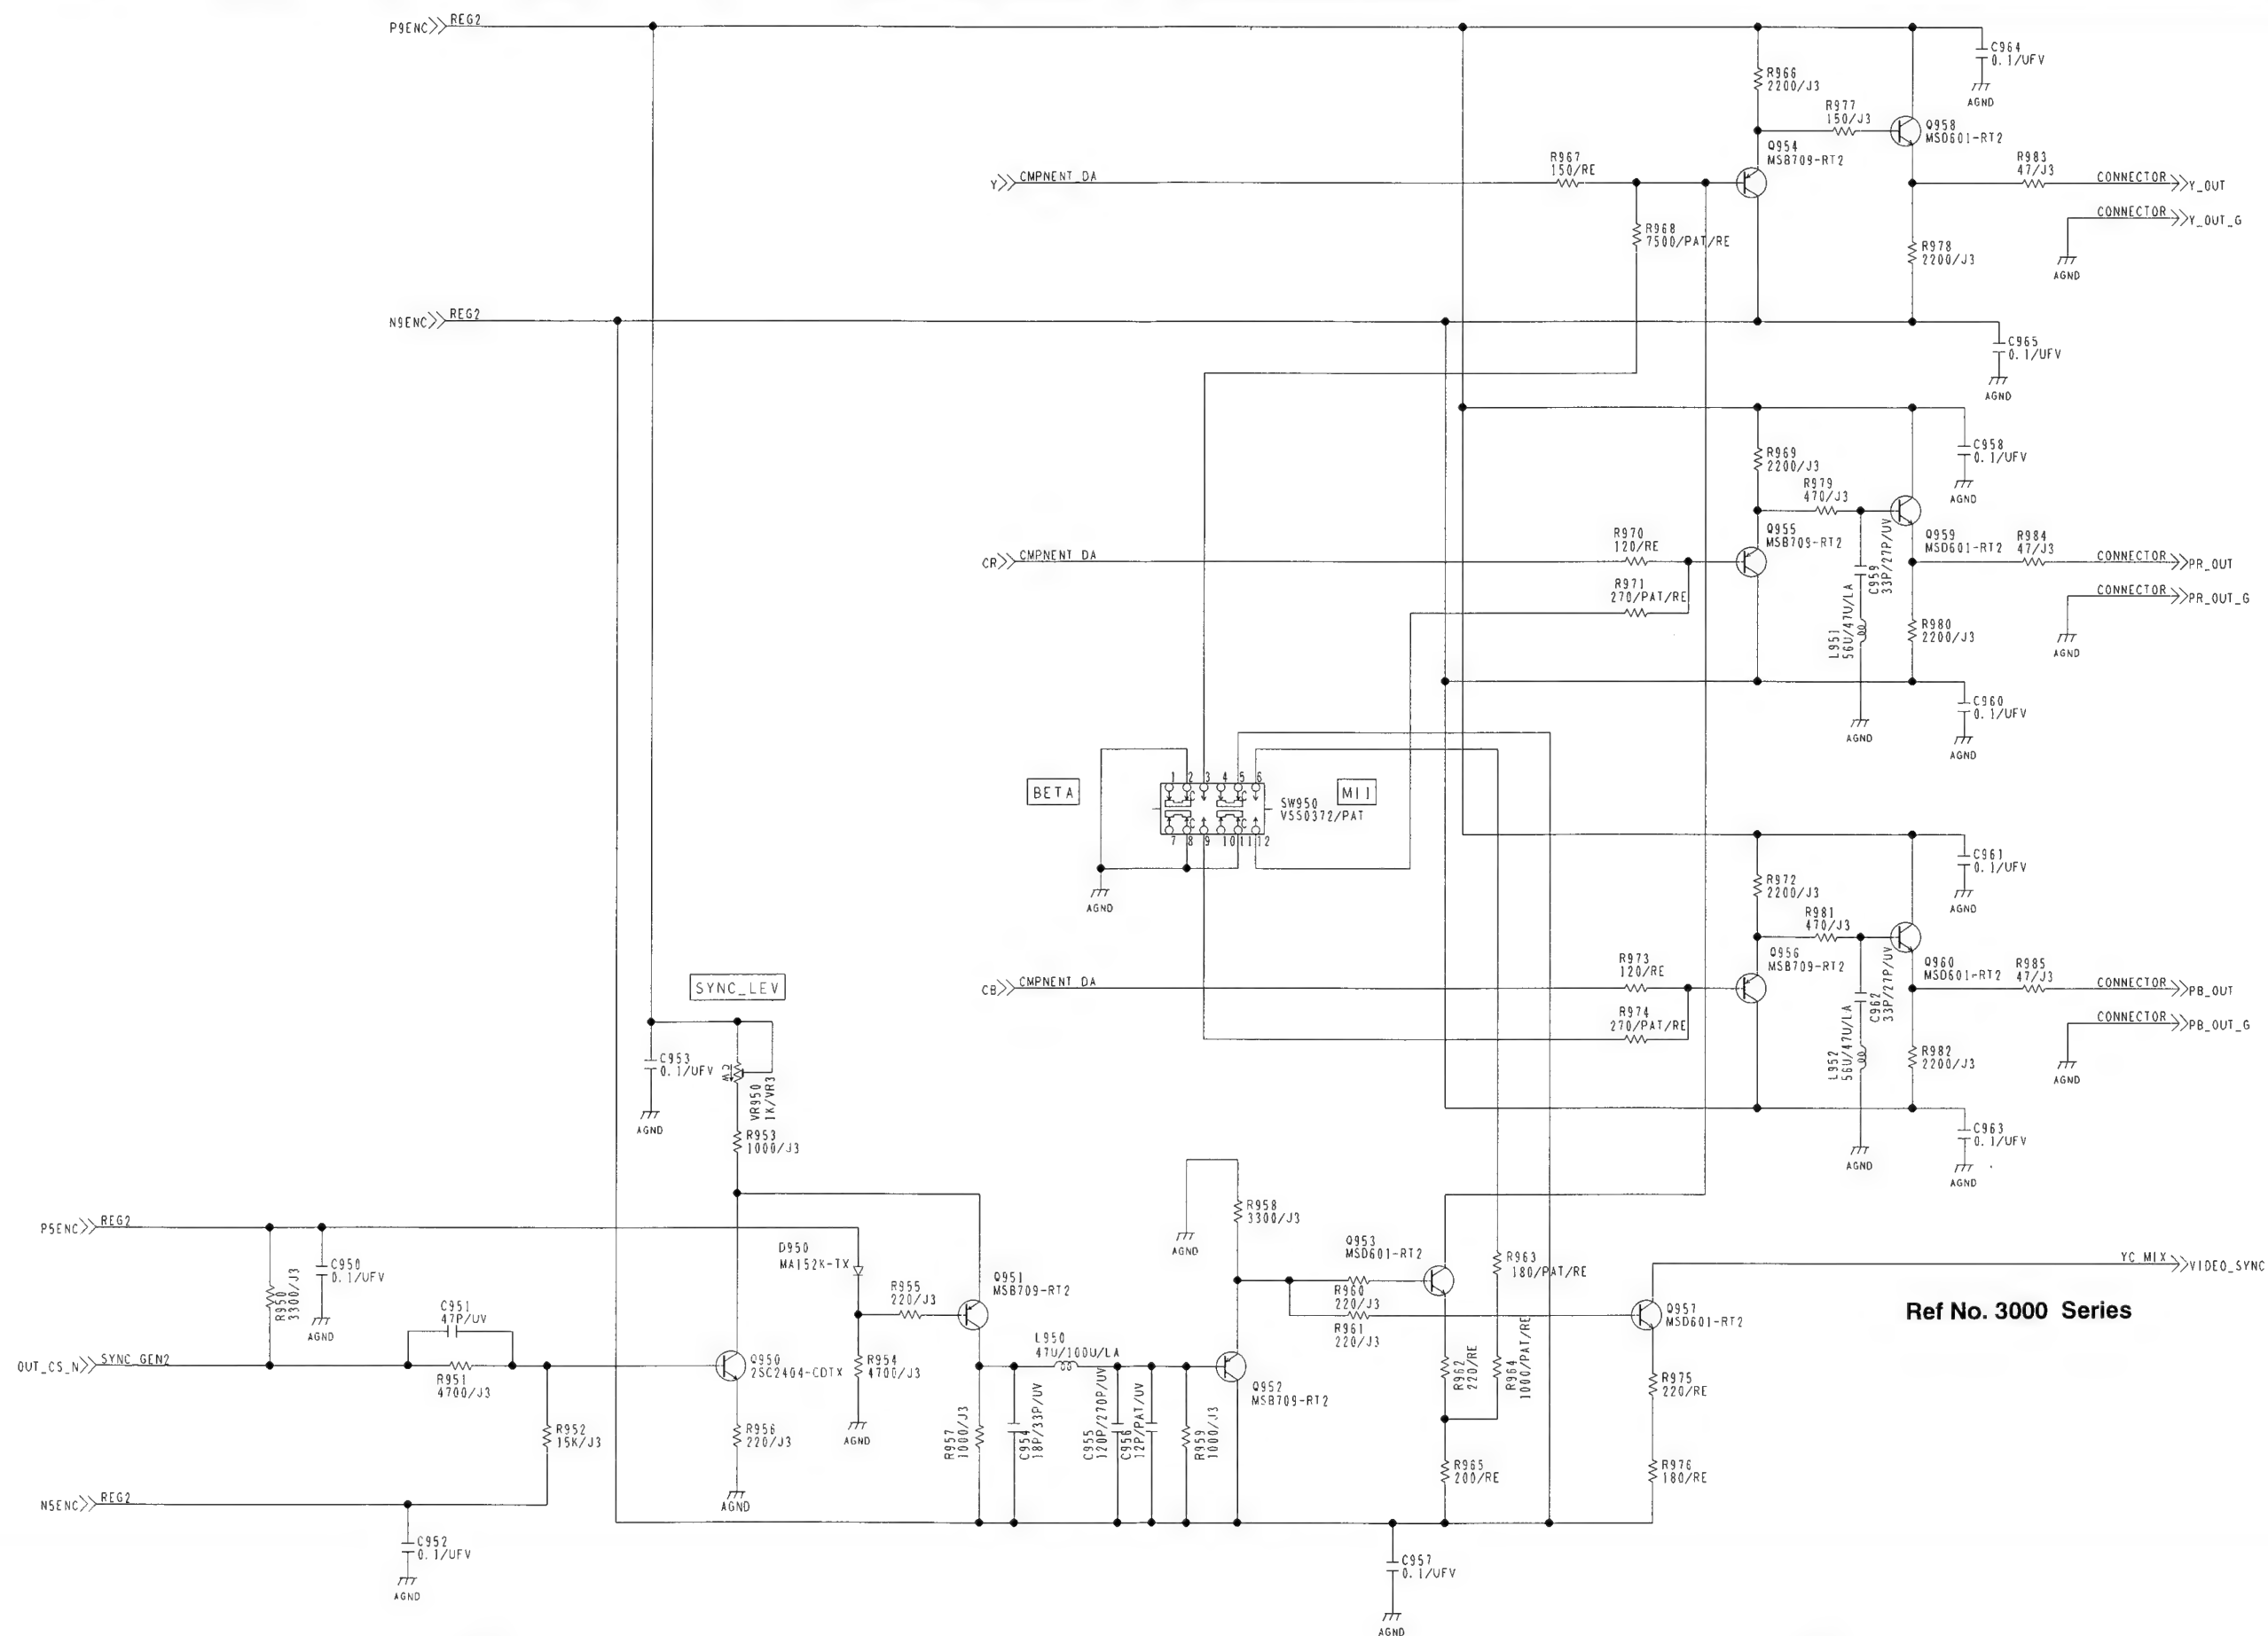 P9ENC REG2
C964
0.1/UFV
AGND
R966
2200/J3
R977
150/J3
Q958
MSD601-RT2
Q954
MSB709-RT2
R967
150/RE
R983
47/J3
Y CMPNENT_DA
CONNECTOR Y_OUT
CONNECTOR Y_OUT_G
R968
7500/PAT/RE
R978
2200/J3
AGND
N9ENC REG2
C965
0.1/UFV
AGND
C958
0.1/UFV
AGND
R969
2200/J3
R979
470/J3
Q955
MSB709-RT2
Q959
MSD601-RT2
R984
47/J3
R970
120/RE
CR CMPNENT_DA
CONNECTOR PR_OUT
CONNECTOR PR_OUT_G
C959
33P/27P/UV
R971
270/PAT/RE
L951
56U/47U/LA
R980
2200/J3
AGND
C960
0.1/UFV
AGND
AGND
1 2 3 4 5 6
BETA
MII
C C
C C
SW950
VSS0372/PAT
7 8 9 10 11 12
AGND
C961
0.1/UFV
AGND
R972
2200/J3
R981
470/J3
Q956
MSB709-RT2
Q960
MSD601-RT2
R985
47/J3
R973
120/RE
CB CMPNENT_DA
CONNECTOR PB_OUT
CONNECTOR PB_OUT_G
C962
33P/27P/UV
R974
270/PAT/RE
L952
56U/47U/LA
R982
2200/J3
AGND
C963
0.1/UFV
AGND
AGND
SYNC_LEV
C953
0.1/UFV
AGND
VR950
1K/VR3
R953
1000/J3
P5ENC REG2
R950
3300/J3
C950
0.1/UFV
AGND
C951
47P/UV
D950
MA152K-TX
R955
220/J3
Q951
MSB709-RT2
R958
3300/J3
AGND
Q953
MSD601-RT2
R960
220/J3
R961
220/J3
R963
180/PAT/RE
YC_MIX VIDEO_SYNC
Q957
MSD601-RT2
Ref No. 3000 Series
OUT_CS_N SYNC_GEN2
R951
4700/J3
Q950
2SC2404-CDTX
R954
4700/J3
AGND
L950
47U/100U/LA
Q952
MSB709-RT2
R962
220/RE
R964
1000/PAT/RE
R975
220/RE
R952
15K/J3
R956
220/J3
AGND
R957
1000/J3
C954
18P/33P/UV
C955
120P/270P/UV
C956
12P/PAT/UV
R959
1000/J3
R965
200/RE
R976
180/RE
N5ENC REG2
C952
0.1/UFV
AGND
C957
0.1/UFV
AGND